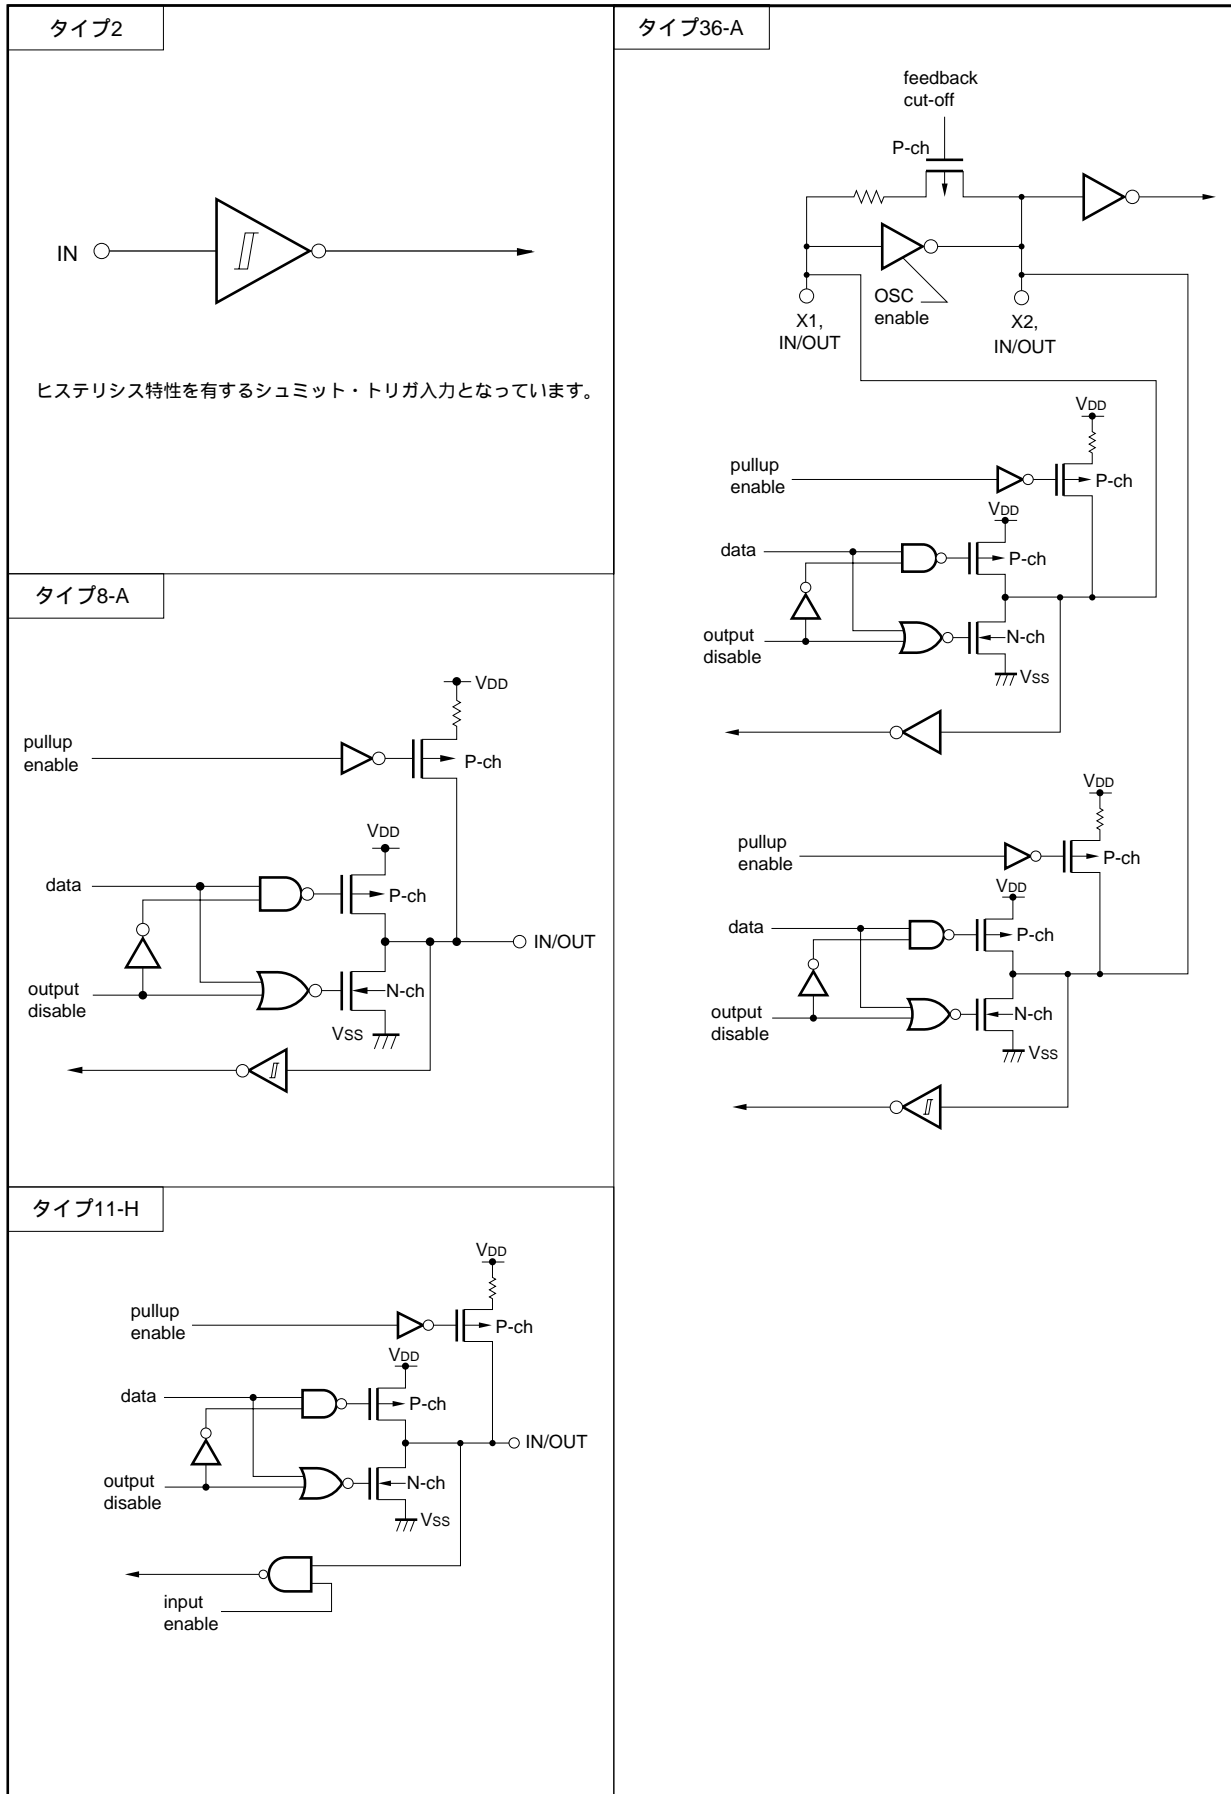 タイプ2
IN
ヒステリシス特性を有するシュミット・トリガ入力となっています。
タイプ8-A
VDD
pullup
enable
P-ch
VDD
data
P-ch
IN/OUT
output
disable
N-ch
VSS
タイプ11-H
VDD
pullup
enable
P-ch
VDD
data
P-ch
IN/OUT
output
disable
N-ch
VSS
input
enable
タイプ36-A
feedback
cut-off
P-ch
OSC
enable
X1,
IN/OUT
X2,
IN/OUT
VDD
pullup
enable
P-ch
VDD
data
P-ch
output
disable
N-ch
VSS
VDD
pullup
enable
P-ch
VDD
data
P-ch
output
disable
N-ch
VSS